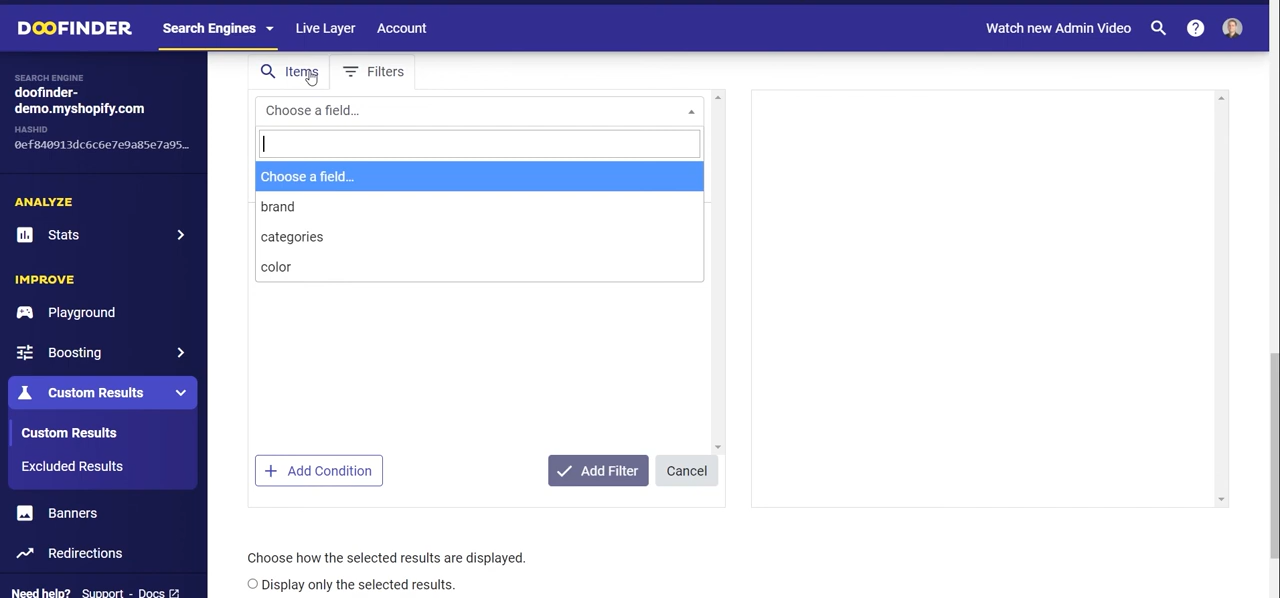 DOOFINDER
Search Engines
Live Layer
Account
Watch new Admin Video
SEARCH ENGINE
doofinder-
demo.myshopify.com
HASHID
0ef840913dc6c6e7e9a85e7a95...
ANALYZE
Stats
IMPROVE
Playground
Boosting
Custom Results
Custom Results
Excluded Results
Banners
Redirections
Need help? Support - Docs
Items
Filters
Choose a field...
Choose a field...
brand
categories
color
+ Add Condition
Add Filter
Cancel
Choose how the selected results are displayed.
Display only the selected results.